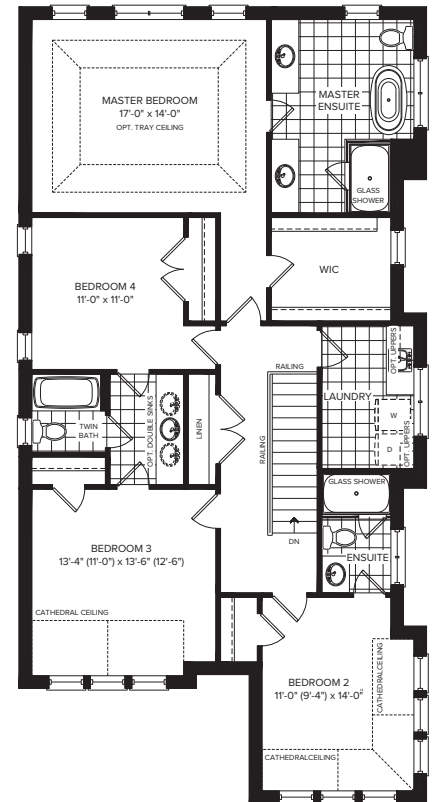 MASTER BEDROOM
17'-0" x 14'-0"
OPT. TRAY CEILING
MASTER
ENSUITE
GLASS
SHOWER
WIC
BEDROOM 4
11'-0" x 11'-0"
OPT. UPPERS
RAILING
LAUNDRY
W
D
OPT. UPPERS
TWIN
BATH
OPT. DOUBLE SINKS
LINEN
RAILING
DN
GLASS SHOWER
ENSUITE
BEDROOM 3
13'-4" (11'-0") x 13'-6" (12'-6")
CATHEDRAL CEILING
BEDROOM 2
11'-0" (9'-4") x 14'-0"
CATHEDRALCEILING
CATHEDRALCEILING